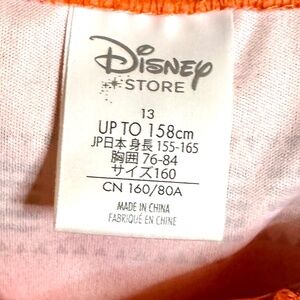 Disney
STORE
13
UP TO 158cm
JP日本 身長 155-165
胸囲 76-84
サイズ160
CN 160/80A
MADE IN CHINA
FABRIQUÉ EN CHINE